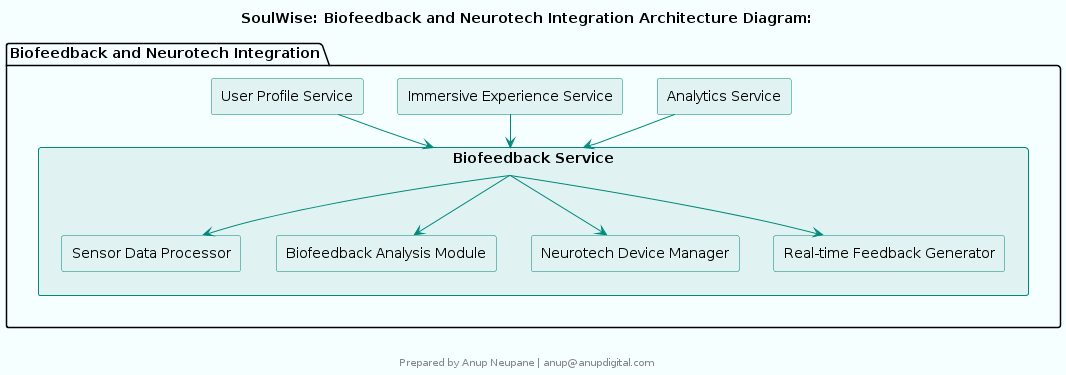 SoulWise: Biofeedback and Neurotech Integration Architecture Diagram:
Biofeedback and Neurotech Integration
User Profile Service
Immersive Experience Service
Analytics Service
Biofeedback Service
Sensor Data Processor
Biofeedback Analysis Module
Neurotech Device Manager
Real-time Feedback Generator
Prepared by Anup Neupane | anup@anupdigital.com